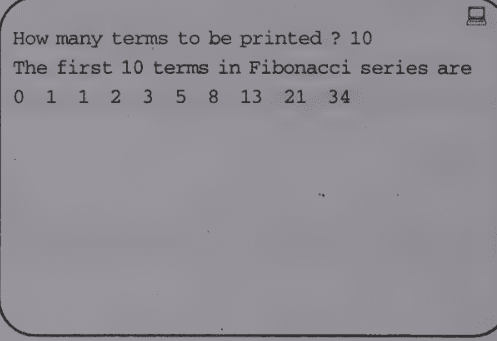 How many terms to be printed ? 10
The first 10 terms in Fibonacci series are
0 1 1 2 3 5 8 13 21 34